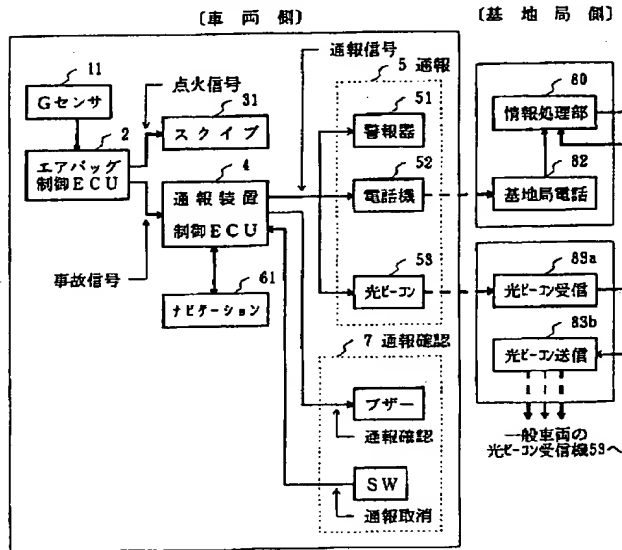 〔車両側〕
〔基地局側〕
通報信号
5 通報
11
Gセンサ
点火信号
31
スクイブ
51
警報器
80
情報処理部
2
エアバッグ
制御ECU
4
通報装置
制御ECU
52
電話機
82
基地局電話
事故信号
61
ナビゲーション
53
光ビーコン
83a
光ビーコン受信
7 通報確認
83b
光ビーコン送信
ブザー
通報確認
一般車両の
光ビーコン受信機53へ
SW
通報取消